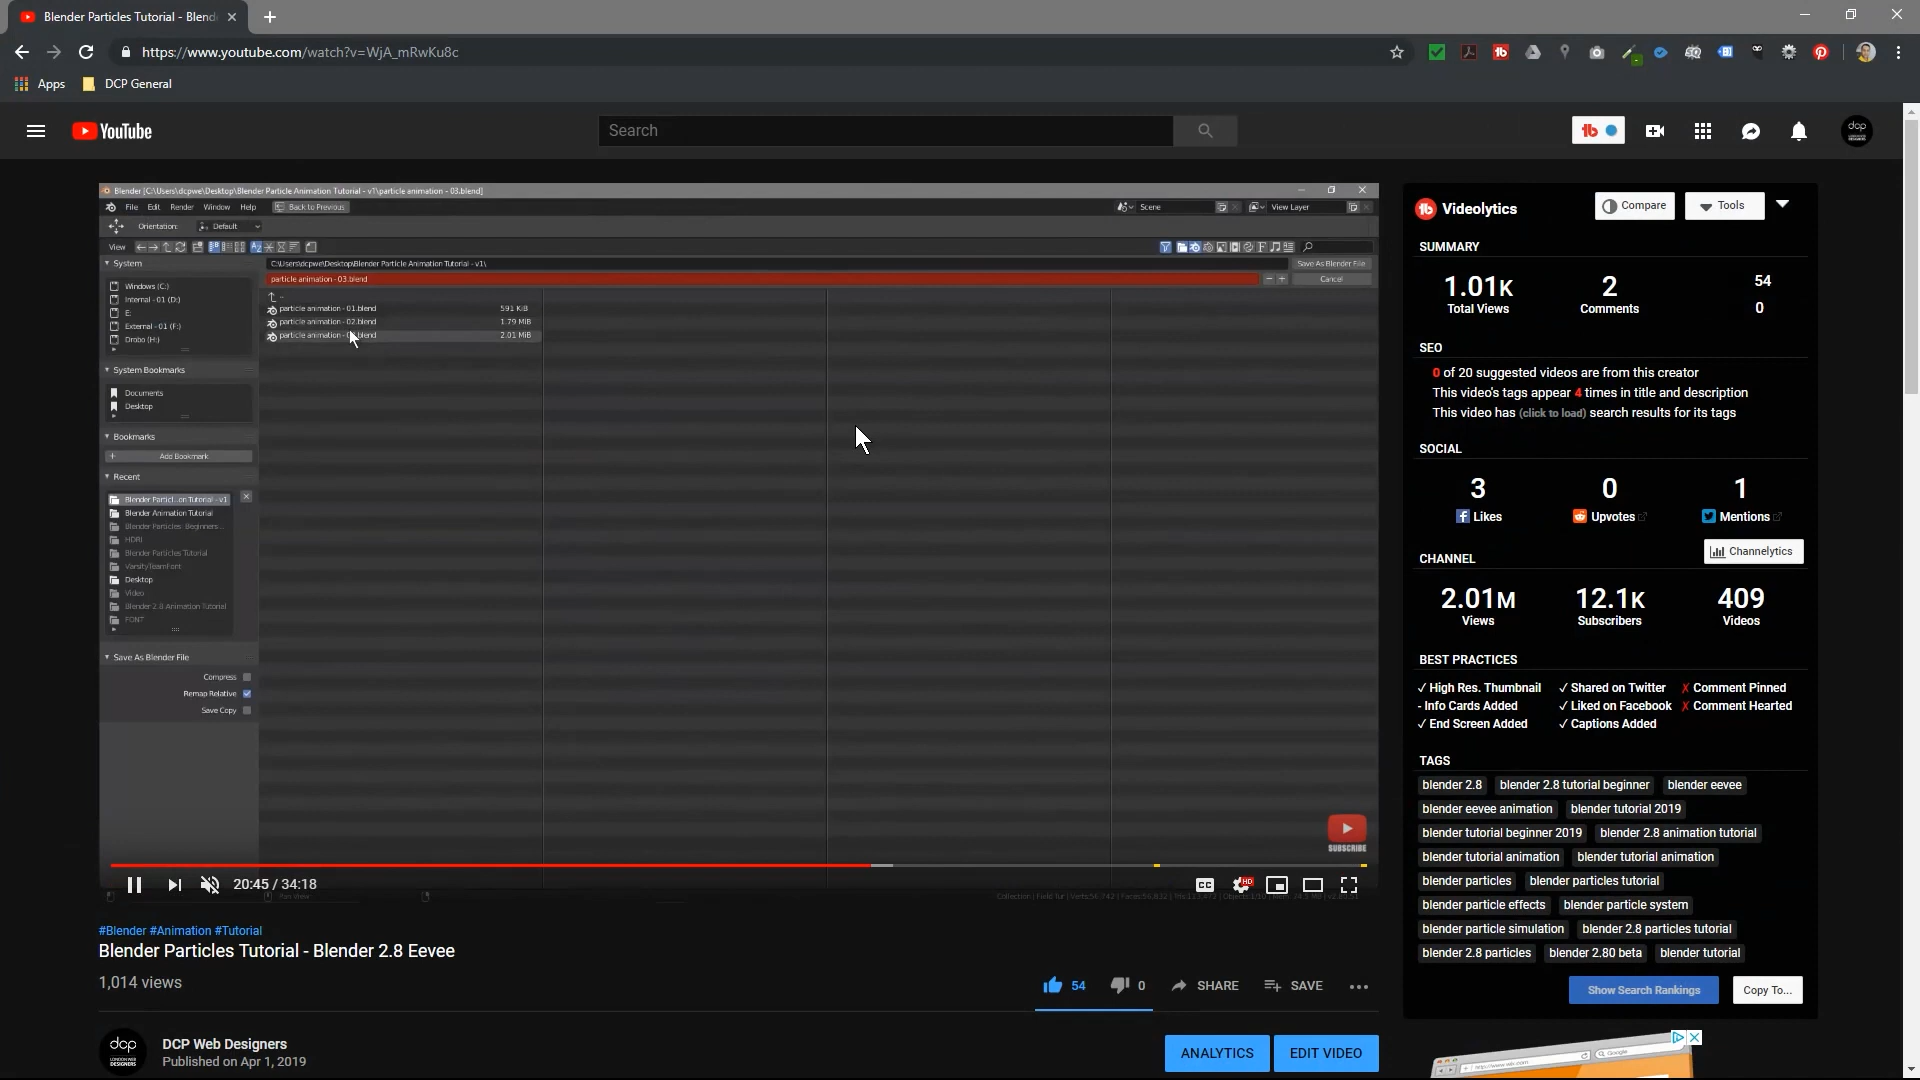 Blender Particles Tutorial - Blend
https://www.youtube.com/watch?v=WjA_mRwKu8c
Apps
DCP General
YouTube
Search
Blender [C:\Users\dcpwe\Desktop\Blender Particle Animation Tutorial - v1\particle animation - 03.blend]
File Edit Render Window Help Back to Previous
Scene
View Layer
Orientation: Default
View
System
C:\Users\dcpwe\Desktop\Blender Particle Animation Tutorial - v1\
Save As Blender File
particle animation - 03.blend
Cancel
Windows (C:)
Internal - 01 (D:)
E:
External - 01 (F:)
Drobo (H:)
..
particle animation - 01.blend 591 KiB
particle animation - 02.blend 1.79 MiB
2.01 MiB
System Bookmarks
Documents
Desktop
Bookmarks
Add Bookmark
Recent
Blender Particl...on Tutorial - v1
Blender Animation Tutorial
Blender Particles: Beginners...
HDRI
Blender Particles Tutorial
VarsityTeamFont
Desktop
Video
Blender 2.8 Animation Tutorial
FONT
Save As Blender File
Compress
Remap Relative
Save Copy
SUBSCRIBE
20:45 / 34:18
CC
HD
#Blender #Animation #Tutorial
Blender Particles Tutorial - Blender 2.8 Eevee
1,014 views
54
0
SHARE
SAVE
dcp
DCP Web Designers
Published on Apr 1, 2019
ANALYTICS
EDIT VIDEO
Videolytics
Compare
Tools
SUMMARY
1.01K
Total Views
2
Comments
54
0
SEO
0 of 20 suggested videos are from this creator
This video's tags appear 4 times in title and description
This video has (click to load) search results for its tags
SOCIAL
3
Likes
0
Upvotes
1
Mentions
CHANNEL
Channelytics
2.01M
Views
12.1K
Subscribers
409
Videos
BEST PRACTICES
✓ High Res. Thumbnail ✓ Shared on Twitter ✗ Comment Pinned
- Info Cards Added ✓ Liked on Facebook ✗ Comment Hearted
✓ End Screen Added ✓ Captions Added
TAGS
blender 2.8 blender 2.8 tutorial beginner blender eevee
blender eevee animation blender tutorial 2019
blender tutorial beginner 2019 blender 2.8 animation tutorial
blender tutorial animation blender tutorial animation
blender particles blender particles tutorial
blender particle effects blender particle system
blender particle simulation blender 2.8 particles tutorial
blender 2.8 particles blender 2.80 beta blender tutorial
Show Search Rankings
Copy To...